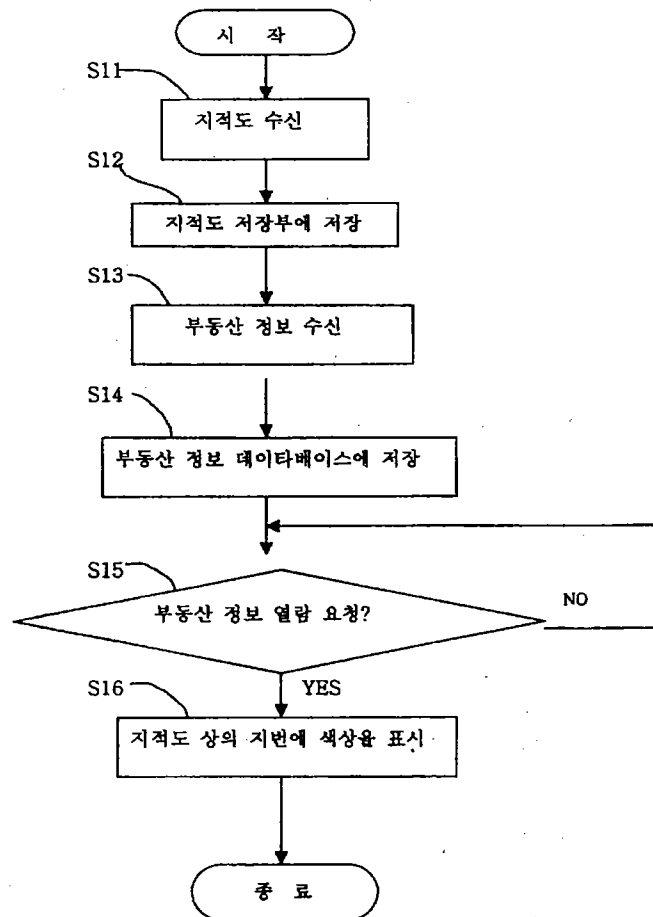 시 작
S11
지적도 수신
S12
지적도 저장부에 저장
S13
부동산 정보 수신
S14
부동산 정보 데이타베이스에 저장
S15
부동산 정보 열람 요청?
NO
YES
S16
지적도 상의 지번에 색상을 표시
종 료